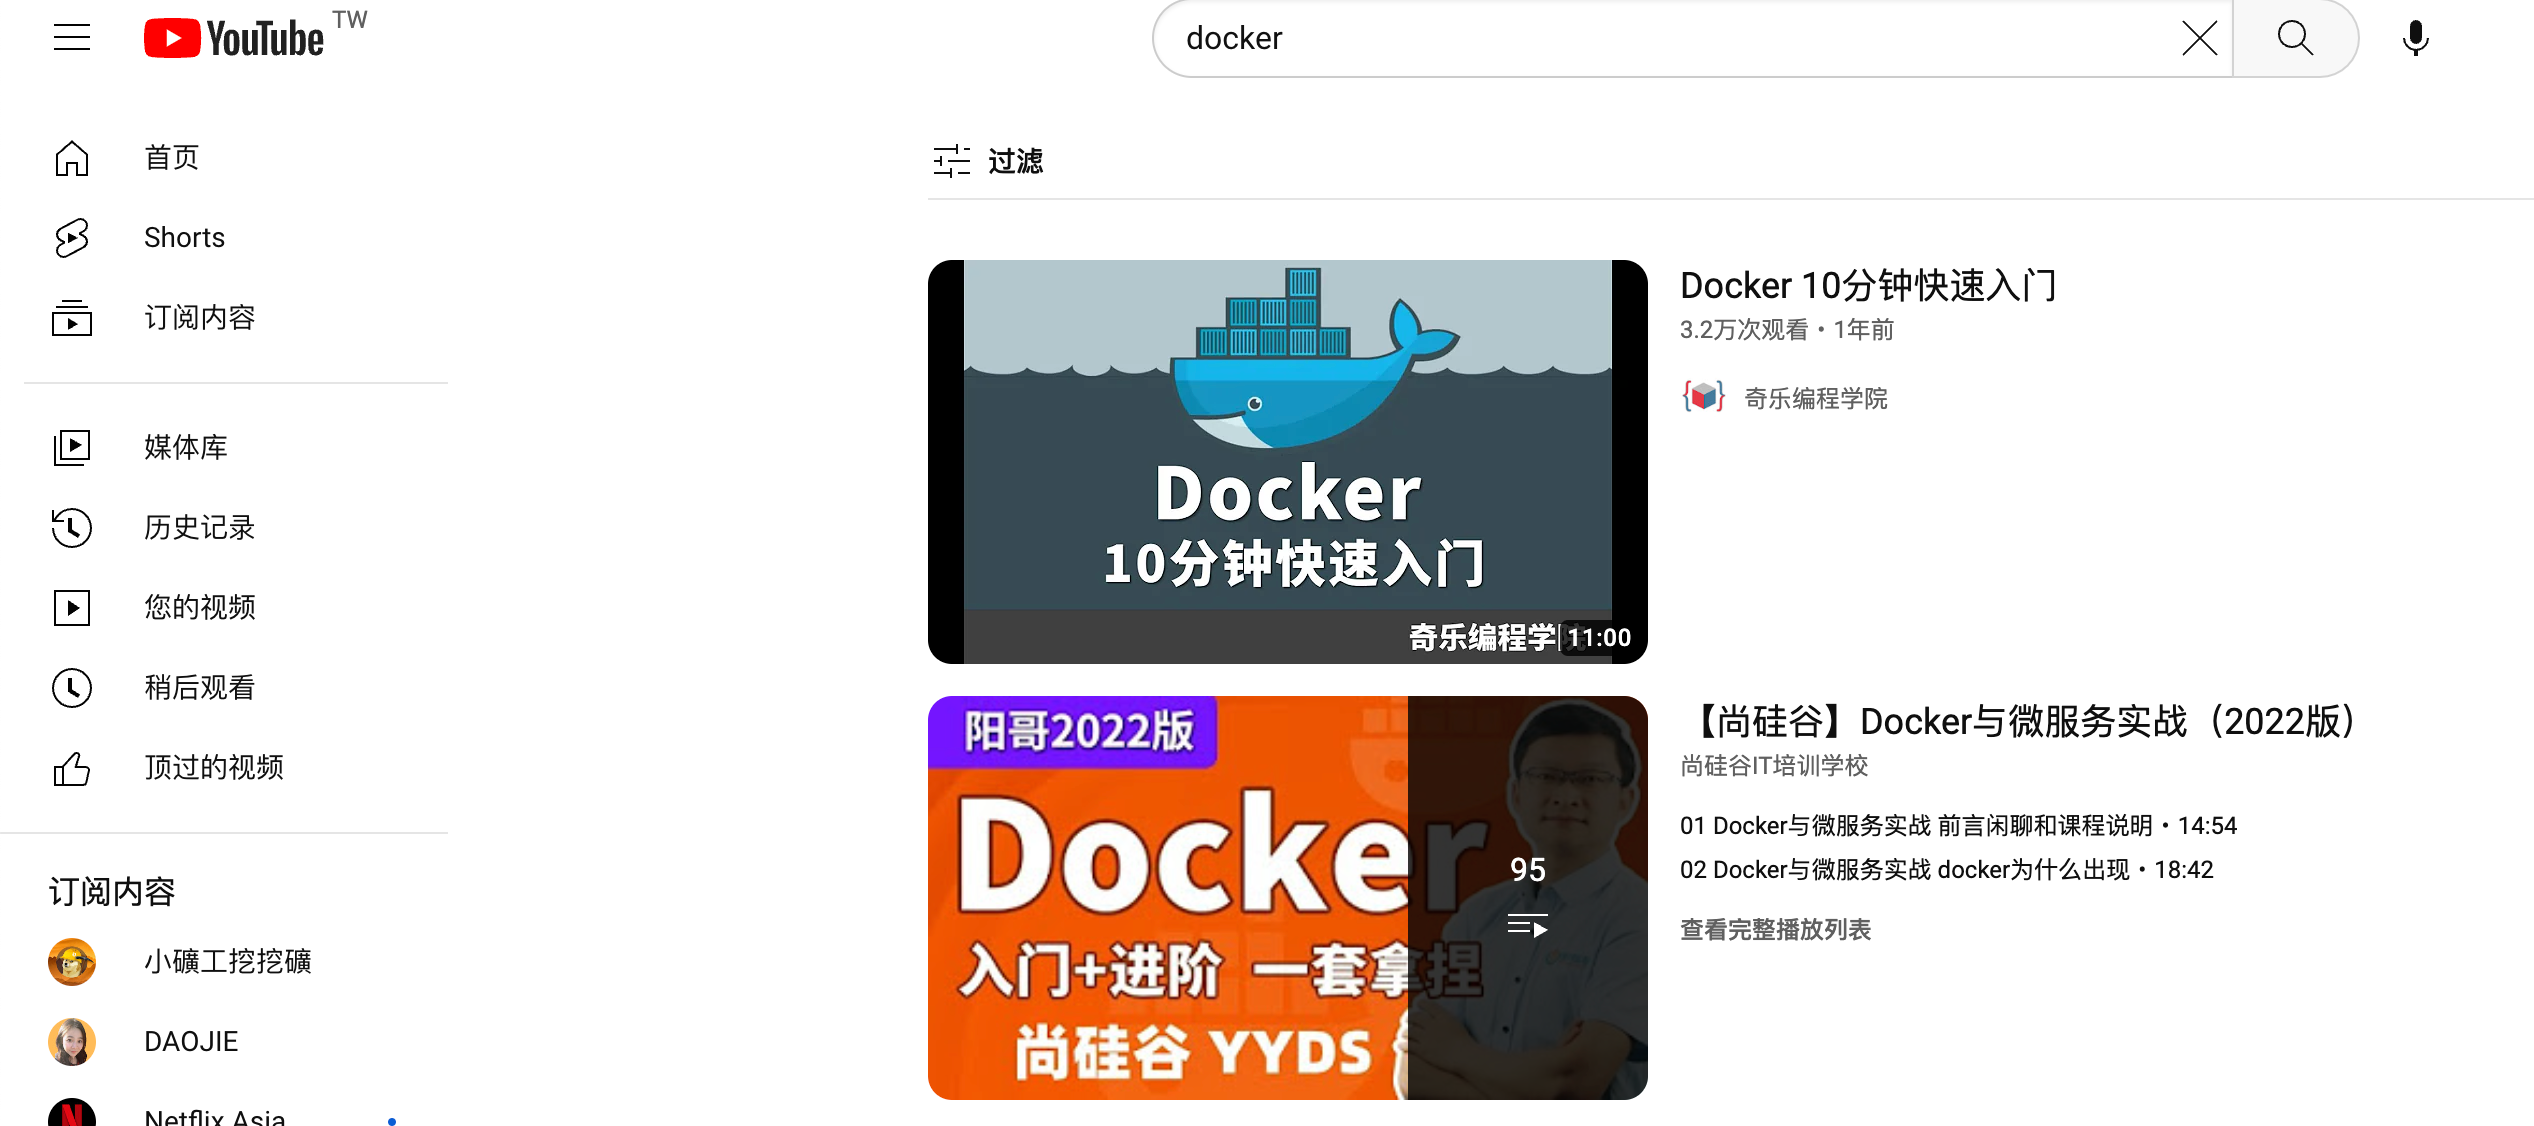 YouTube TW
docker
首页
Shorts
订阅内容
媒体库
历史记录
您的视频
稍后观看
顶过的视频
订阅内容
小礦工挖挖礦
DAOJIE
Netflix Asia
过滤
Docker
10分钟快速入门
奇乐编程学院
11:00
Docker 10分钟快速入门
3.2万次观看•1年前
奇乐编程学院
阳哥2022版
Docker
入门+进阶 一套拿捏
尚硅谷 YYDS
95
【尚硅谷】Docker与微服务实战（2022版）
尚硅谷IT培训学校
01 Docker与微服务实战 前言闲聊和课程说明•14:54
02 Docker与微服务实战 docker为什么出现•18:42
查看完整播放列表